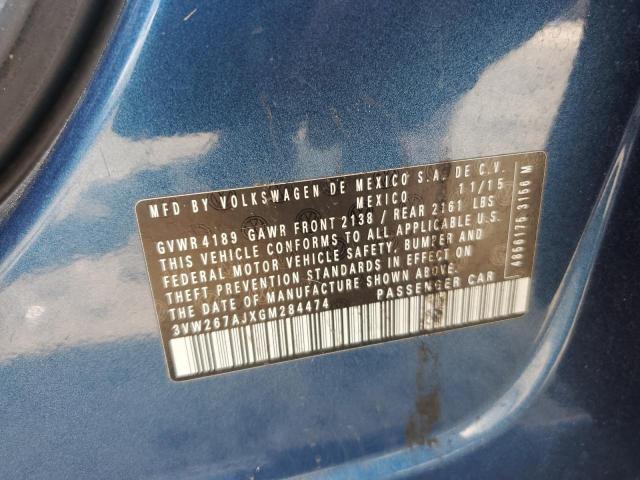 MFD BY VOLKSWAGEN DE MEXICO S.A. DE C.V.
MEXICO 11/15
GVWR 4189 GAWR FRONT 2138 / REAR 2161 LBS
THIS VEHICLE CONFORMS TO ALL APPLICABLE U.S.
FEDERAL MOTOR VEHICLE SAFETY, BUMPER AND
THEFT PREVENTION STANDARDS IN EFFECT ON
THE DATE OF MANUFACTURE SHOWN ABOVE.
3VW267AJXGM284474 PASSENGER CAR